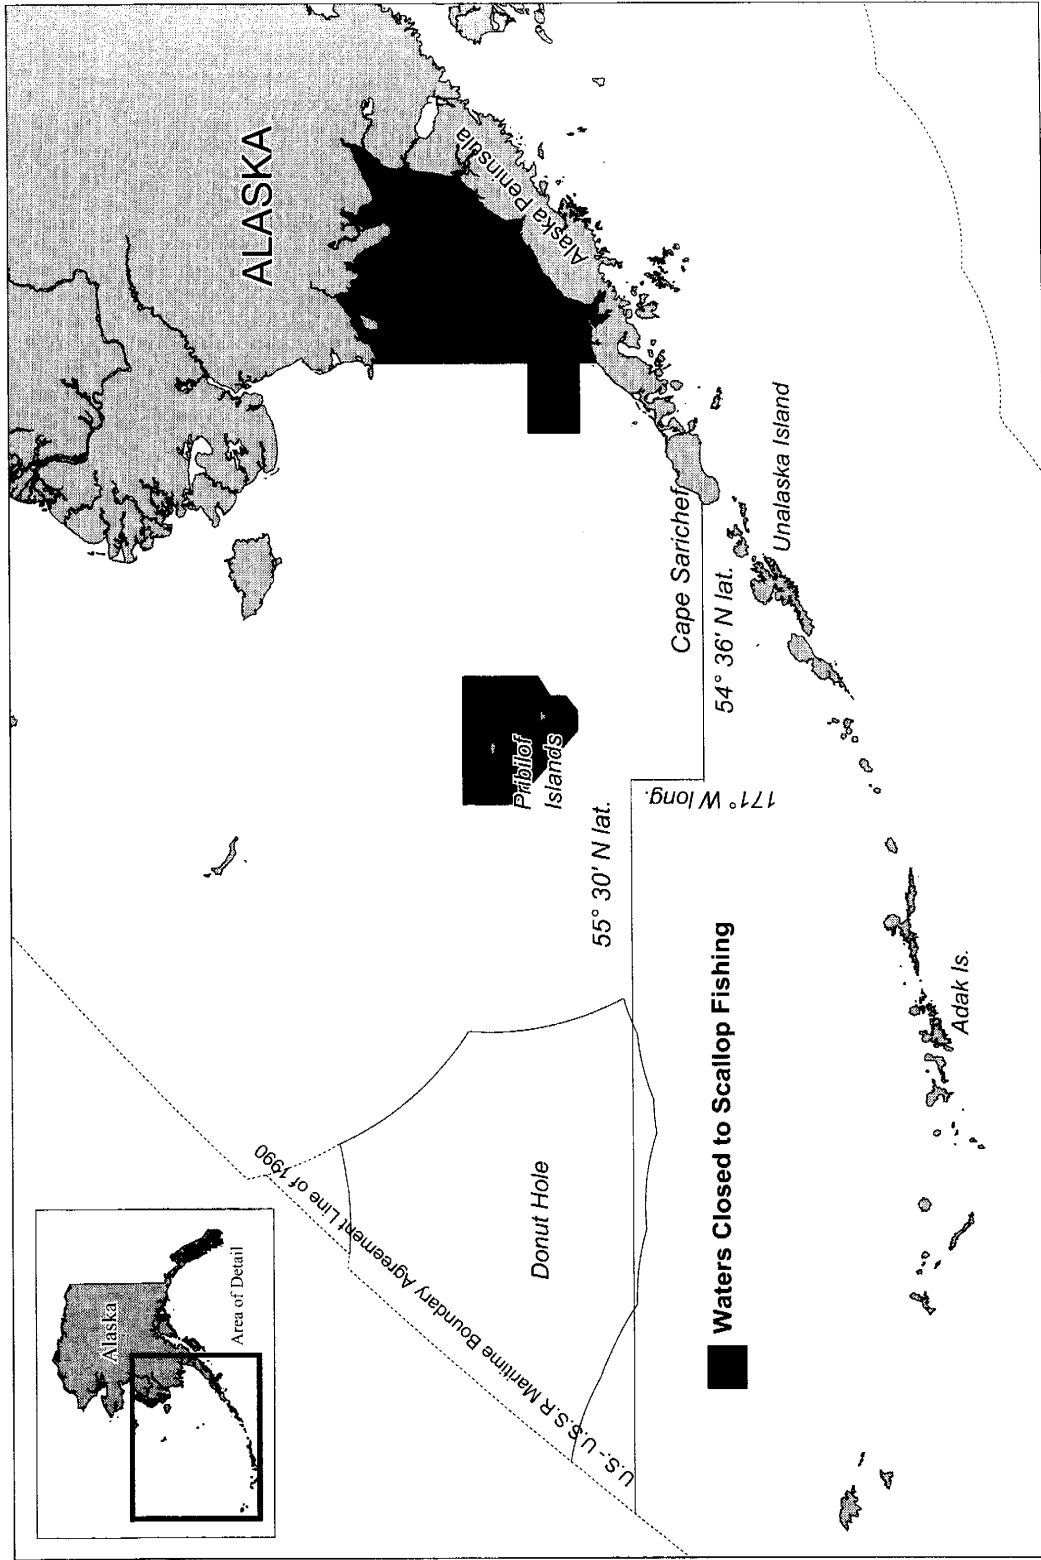 ALASKA
Alaska Peninsula
Cape Sarichef
Unalaska Island
54° 36' N lat.
Pribilof
Islands
171° W long.
55° 30' N lat.
Adak Is.
Donut Hole
U.S.- U.S.S.R Maritime Boundary Agreement Line of 1990
Waters Closed to Scallop Fishing
Alaska
Area of Detail